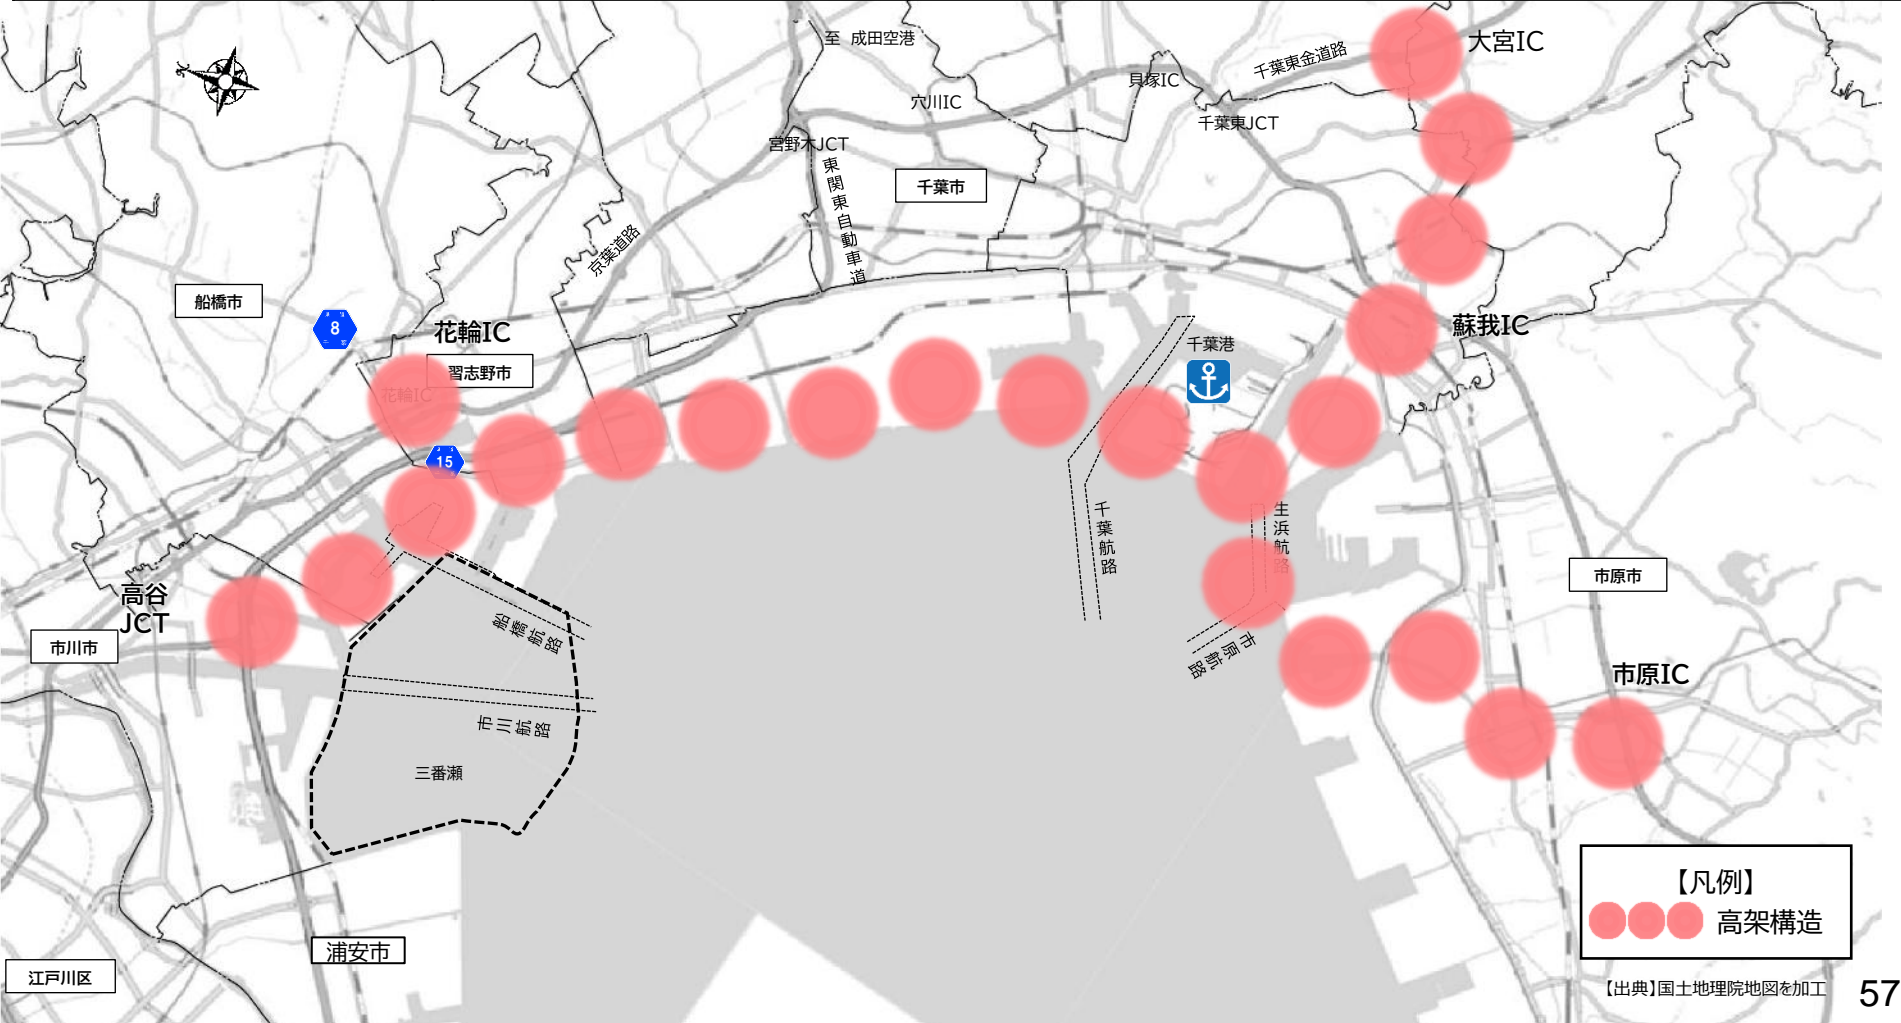 至 成田空港
大宮IC
千葉東金道路
貝塚IC
穴川IC
千葉東JCT
宮野木JCT
東関東自動車道
千葉市
京葉道路
船橋市
8
花輪IC
習志野市
花輪IC
15
千葉港
蘇我IC
千葉航路
生浜航路
市原市
高谷
JCT
市川市
船橋航路
市原航路
市原IC
市川航路
三番瀬
浦安市
江戸川区
【凡例】
高架構造
【出典】国土地理院地図を加工
57